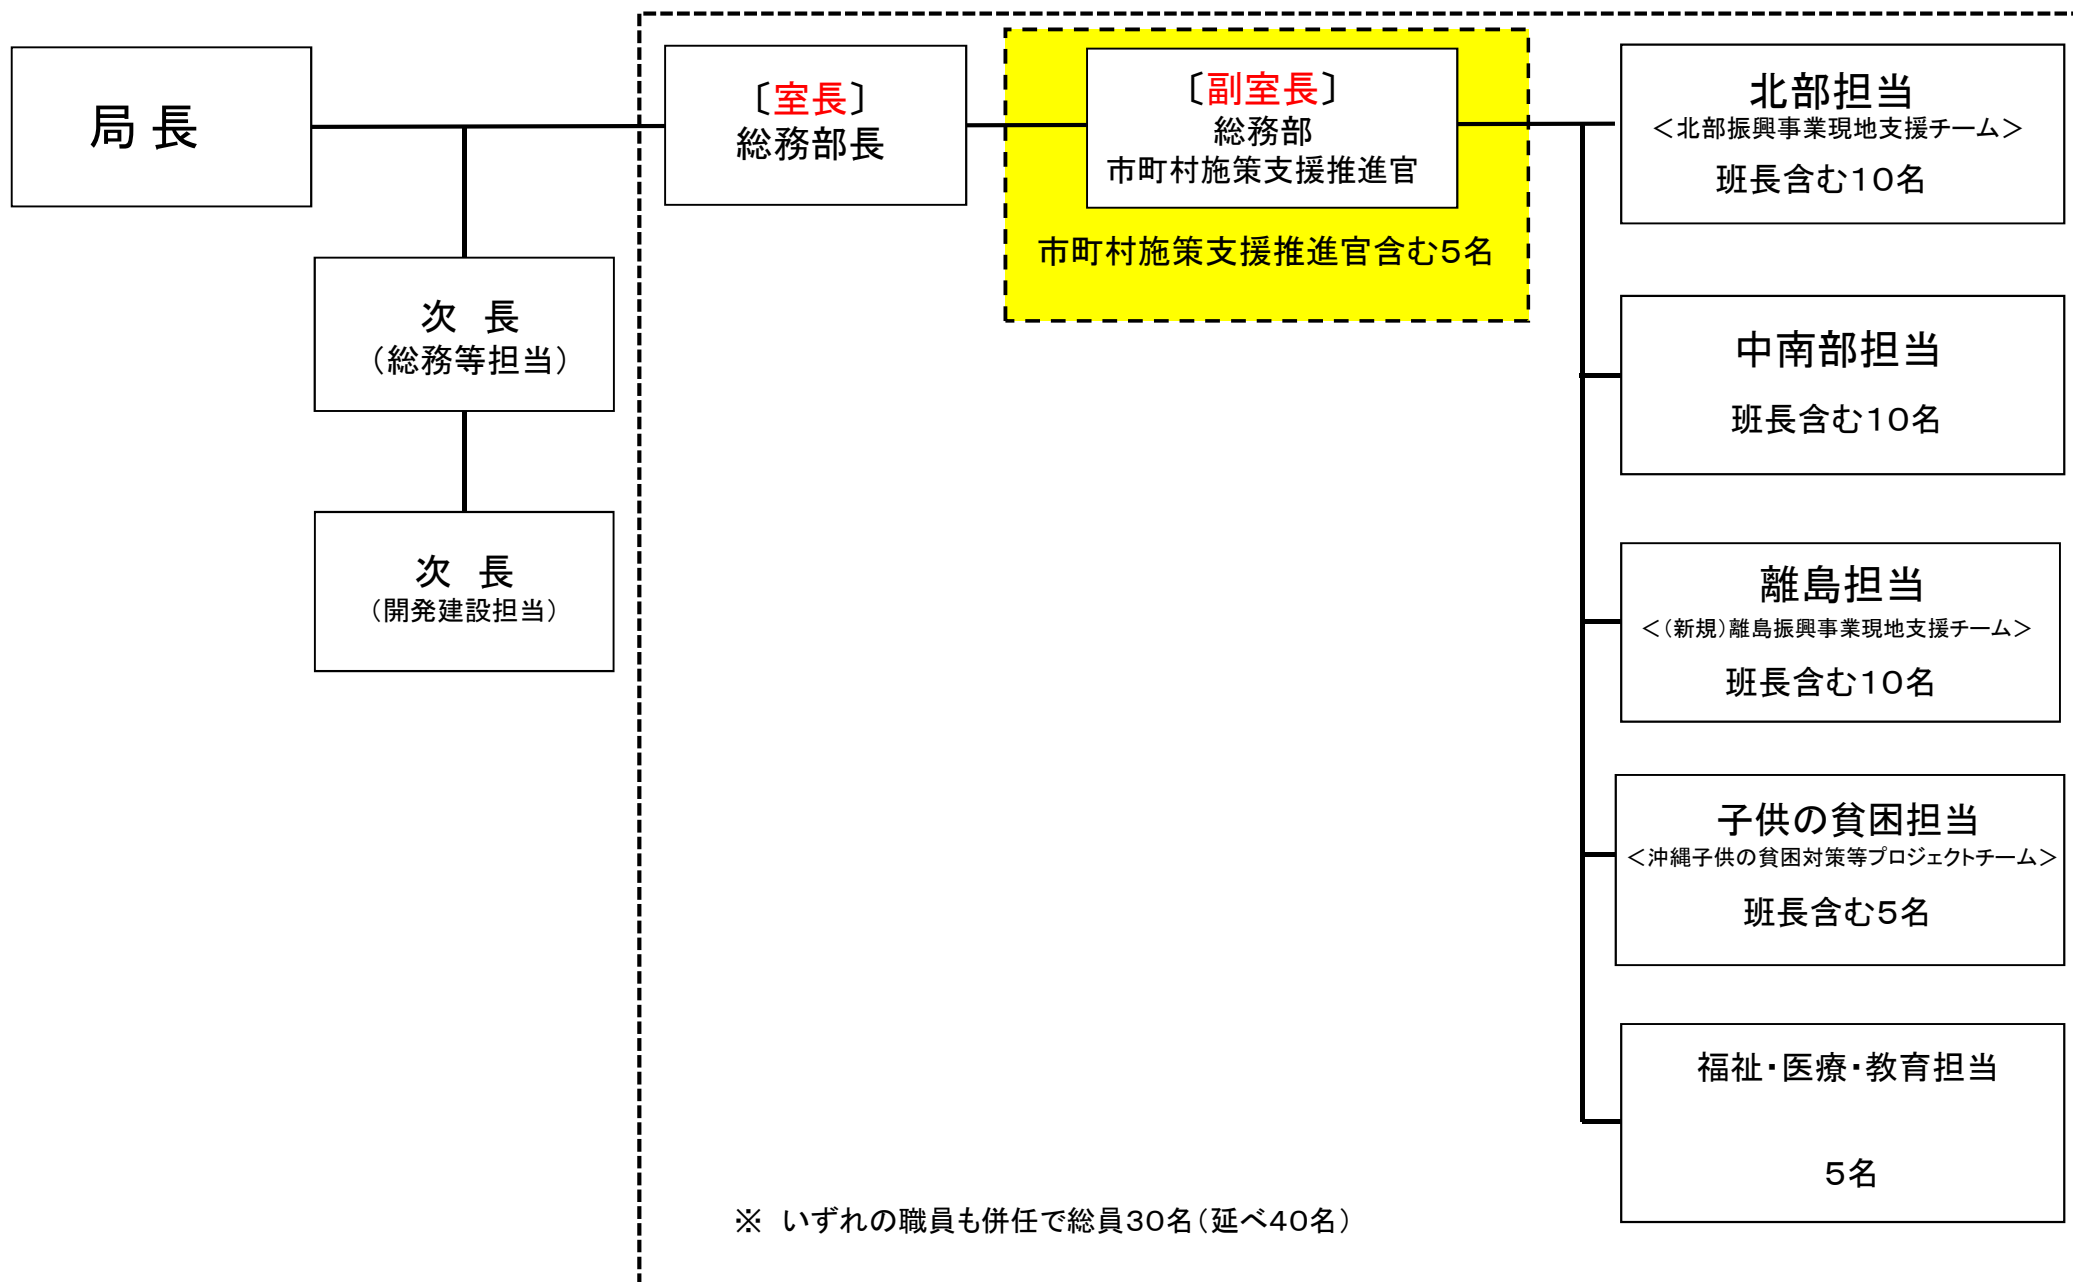 局 長
次　長
（総務等担当）
次　長
（開発建設担当）
〔室長〕
総務部長
〔副室長〕
総務部
市町村施策支援推進官
市町村施策支援推進官含む５名
北部担当
＜北部振興事業現地支援チーム＞
班長含む１０名
中南部担当
班長含む１０名
離島担当
＜（新規）離島振興事業現地支援チーム＞
班長含む１０名
子供の貧困担当
＜沖縄子供の貧困対策等プロジェクトチーム＞
班長含む５名
福祉・医療・教育担当
５名
※　いずれの職員も併任で総員３０名（延べ４０名）